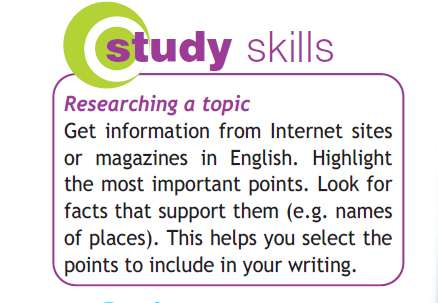 study skills
Researching a topic
Get information from Internet sites
or magazines in English. Highlight
the most important points. Look for
facts that support them (e.g. names
of places). This helps you select the
points to include in your writing.